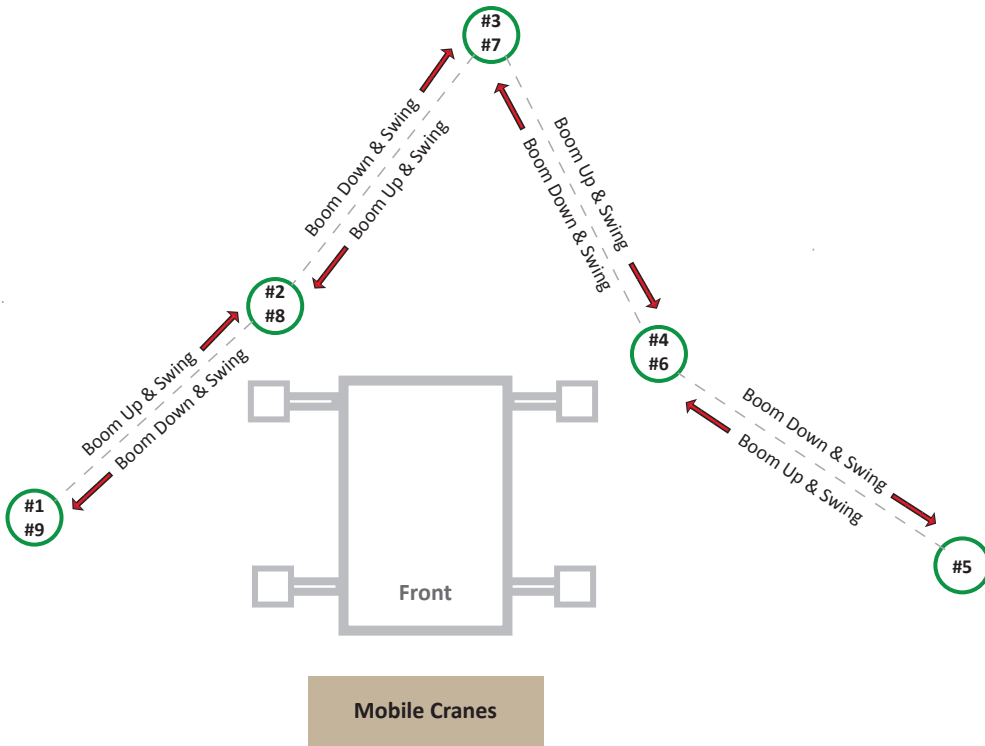 #3
#7
Boom Down & Swing
Boom Up & Swing
Boom Up & Swing
Boom Down & Swing
#2
#8
#4
#6
Boom Up & Swing
Boom Down & Swing
Boom Down & Swing
Boom Up & Swing
#1
#9
#5
Front
Mobile Cranes